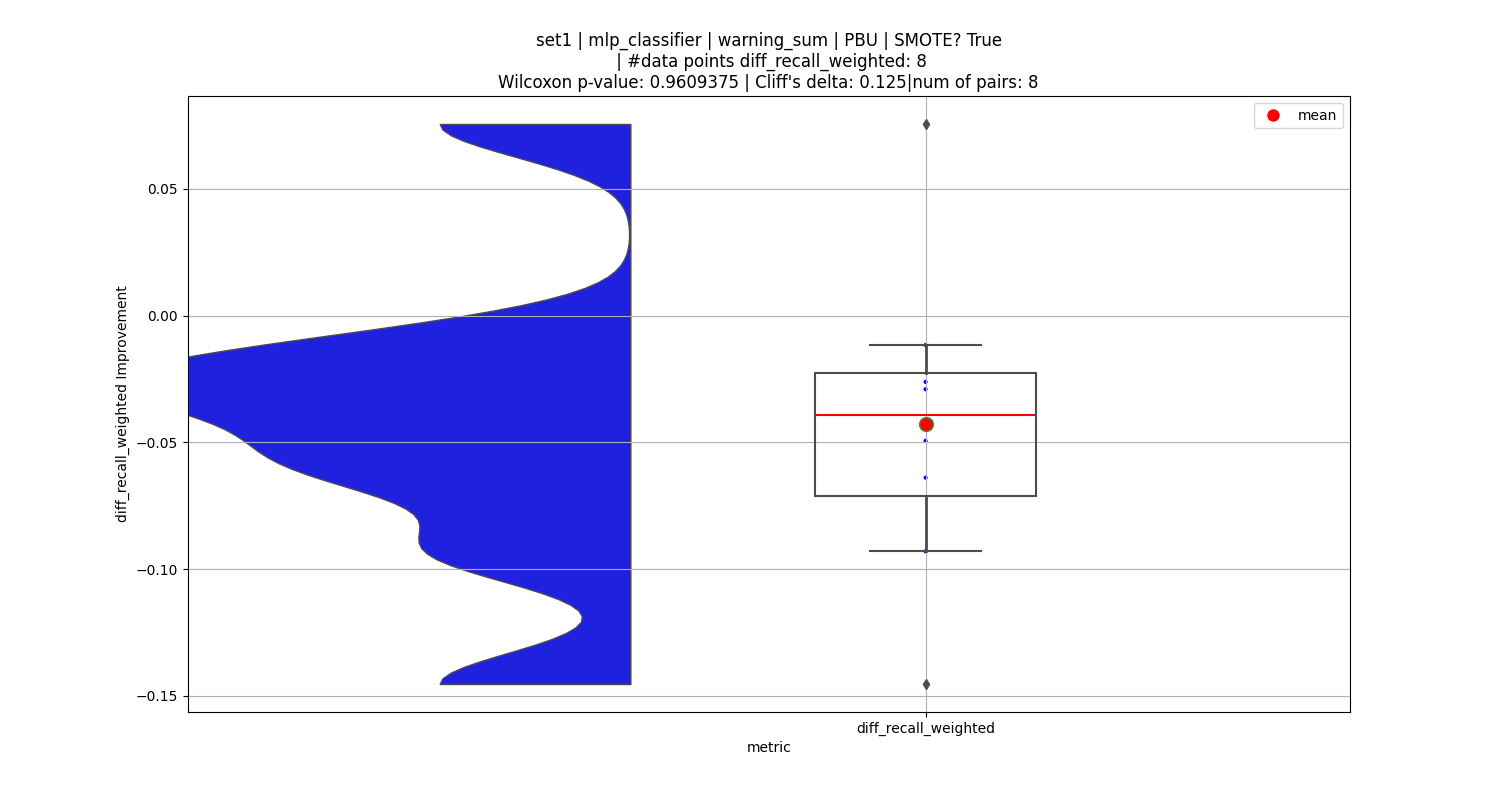 set1 | mlp_classifier | warning_sum | PBU | SMOTE? True
| #data points diff_recall_weighted: 8
Wilcoxon p-value: 0.9609375 | Cliff's delta: 0.125|num of pairs: 8
mean
0.05
0.00
−0.05
−0.10
−0.15
diff_recall_weighted Improvement
diff_recall_weighted
metric